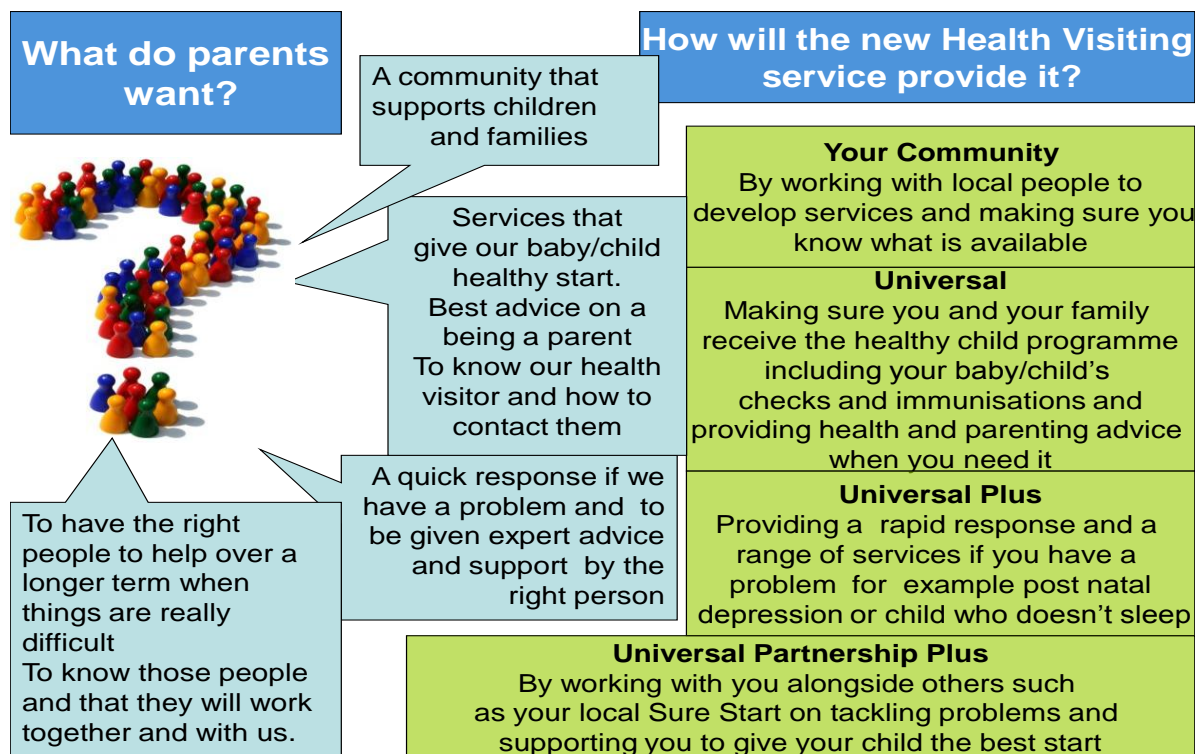 What do parents
want?
How will the new Health Visiting
service provide it?
A community that
supports children
and families
Services that
give our baby/child
healthy start.
Best advice on a
being a parent
To know our health
visitor and how to
contact them
A quick response if we
have a problem and to
be given expert advice
and support by the
right person
To have the right
people to help over a
longer term when
things are really
difficult
To know those people
and that they will work
together and with us.
Your Community
By working with local people to
develop services and making sure you
know what is available
Universal
Making sure you and your family
receive the healthy child programme
including your baby/child’s
checks and immunisations and
providing health and parenting advice
when you need it
Universal Plus
Providing a rapid response and a
range of services if you have a
problem for example post natal
depression or child who doesn’t sleep
Universal Partnership Plus
By working with you alongside others such
as your local Sure Start on tackling problems and
supporting you to give your child the best start